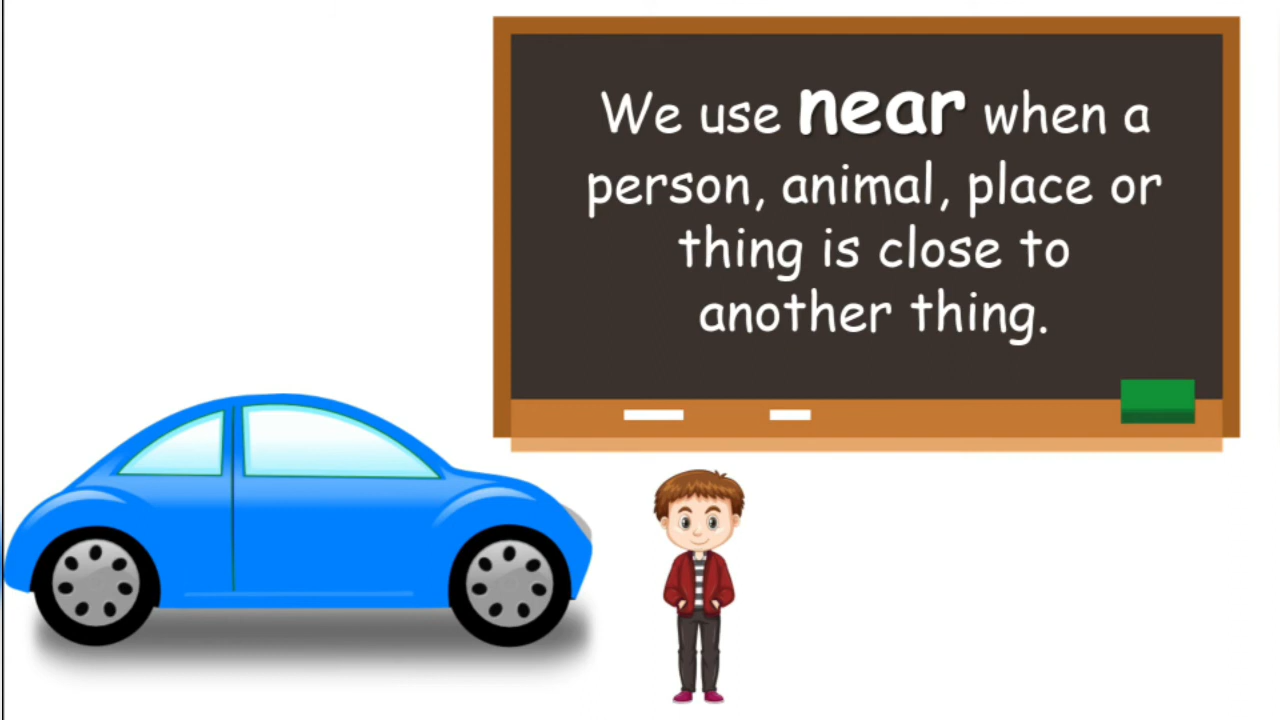 We use near when a
person, animal, place or
thing is close to
another thing.